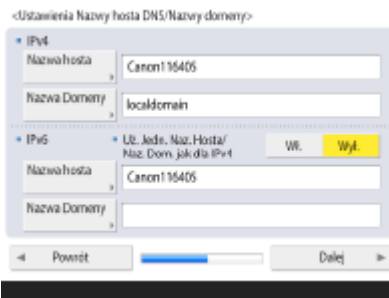 <Ustawienia Nazwy hosta DNS/Nazwy domeny>
IPv4
Nazwa hosta
Canon116405
Nazwa Domeny
localdomain
IPv6
Uż. Jedn. Naz. Hosta/
Naz. Dom. jak dla IPv4
Wł.
Wył.
Nazwa hosta
Canon116405
Nazwa Domeny
Powrót
Dalej